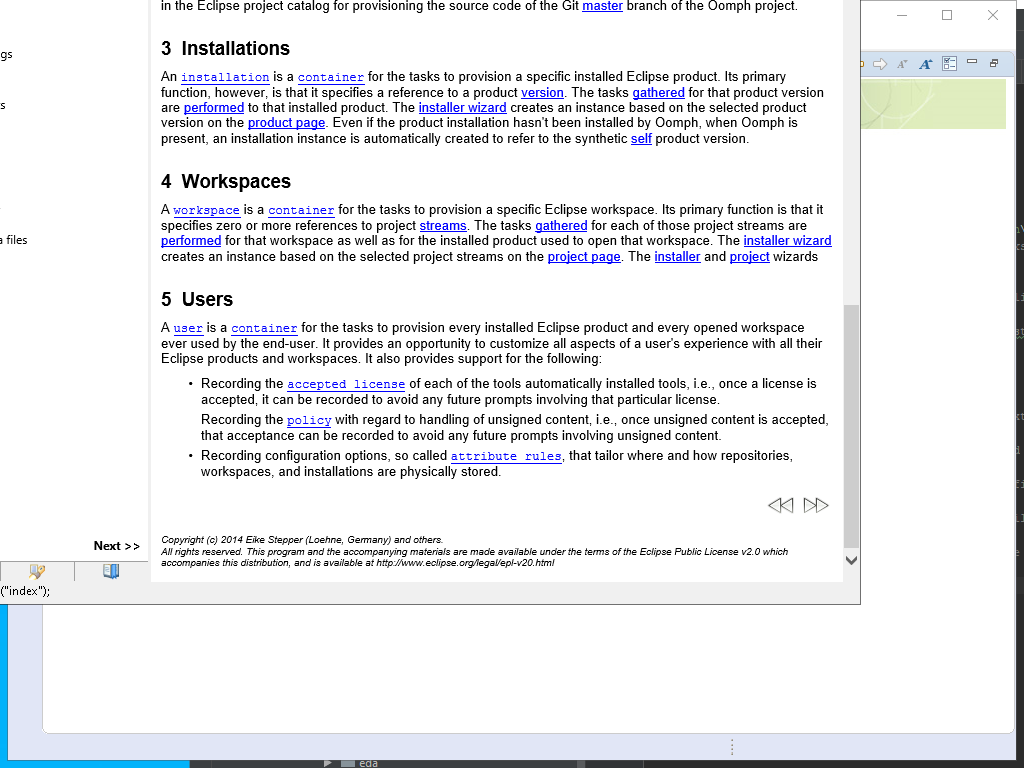 in the Eclipse project catalog for provisioning the source code of the Git master branch of the Oomph project.
gs
3 Installations
An installation is a container for the tasks to provision a specific installed Eclipse product. Its primary
function, however, is that it specifies a reference to a product version. The tasks gathered for that product version
are performed to that installed product. The installer wizard creates an instance based on the selected product
version on the product page. Even if the product installation hasn't been installed by Oomph, when Oomph is
present, an installation instance is automatically created to refer to the synthetic self product version.
s
4 Workspaces
A workspace is a container for the tasks to provision a specific Eclipse workspace. Its primary function is that it
specifies zero or more references to project streams. The tasks gathered for each of those project streams are
performed for that workspace as well as for the installed product used to open that workspace. The installer wizard
creates an instance based on the selected project streams on the project page. The installer and project wizards
a files
5 Users
A user is a container for the tasks to provision every installed Eclipse product and every opened workspace
ever used by the end-user. It provides an opportunity to customize all aspects of a user's experience with all their
Eclipse products and workspaces. It also provides support for the following:
• Recording the accepted license of each of the tools automatically installed tools, i.e., once a license is
accepted, it can be recorded to avoid any future prompts involving that particular license.
Recording the policy with regard to handling of unsigned content, i.e., once unsigned content is accepted,
that acceptance can be recorded to avoid any future prompts involving unsigned content.
• Recording configuration options, so called attribute rules, that tailor where and how repositories,
workspaces, and installations are physically stored.
Next >>
Copyright (c) 2014 Eike Stepper (Loehne, Germany) and others.
All rights reserved. This program and the accompanying materials are made available under the terms of the Eclipse Public License v2.0 which
accompanies this distribution, and is available at http://www.eclipse.org/legal/epl-v20.html
("index");
eda